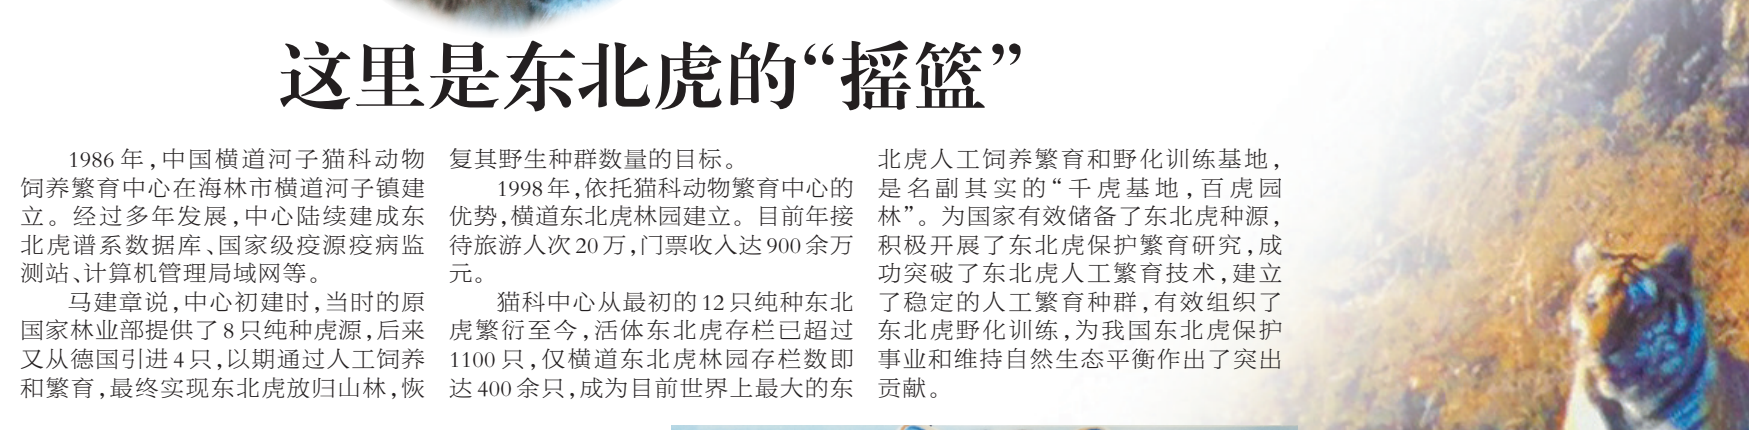 这里是东北虎的“摇篮”
1986年,中国横道河子猫科动物
饲养繁育中心在海林市横道河子镇建
立。经过多年发展,中心陆续建成东
北虎谱系数据库、国家级疫源疫病监
测站、计算机管理局域网等。
马建章说,中心初建时,当时的原
国家林业部提供了8只纯种虎源,后来
又从德国引进4只,以期通过人工饲养
和繁育,最终实现东北虎放归山林,恢
复其野生种群数量的目标。
1998年,依托猫科动物繁育中心的
优势,横道东北虎林园建立。目前年接
待旅游人次20万,门票收入达900余万
元。
猫科中心从最初的12只纯种东北
虎繁衍至今,活体东北虎存栏已超过
1100只,仅横道东北虎林园存栏数即
达400余只,成为目前世界上最大的东
北虎人工饲养繁育和野化训练基地,
是名副其实的“千虎基地,百虎园
林”。为国家有效储备了东北虎种源,
积极开展了东北虎保护繁育研究,成
功突破了东北虎人工繁育技术,建立
了稳定的人工繁育种群,有效组织了
东北虎野化训练,为我国东北虎保护
事业和维持自然生态平衡作出了突出
贡献。